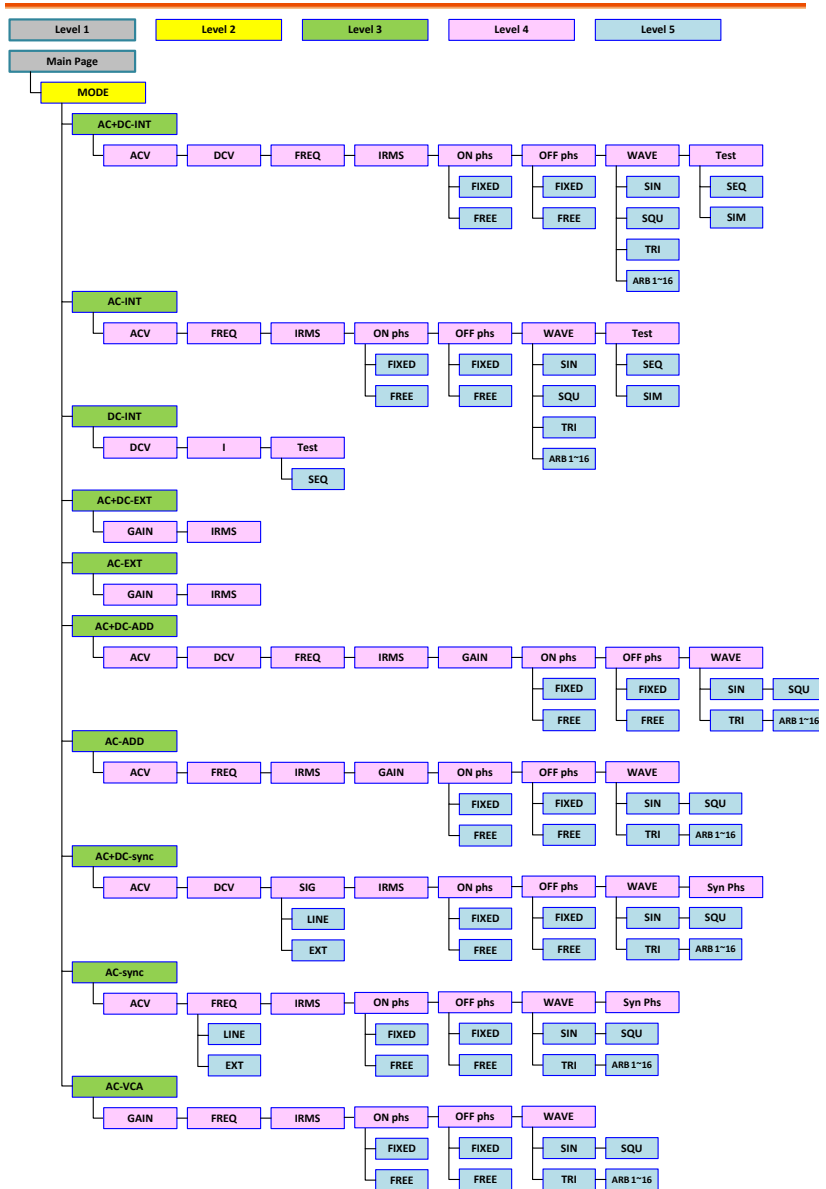 Level 1 Level 2 Level 3 Level 4 Level 5
Main Page
MODE
AC+DC-INT
ACV DCV FREQ IRMS ON phs OFF phs WAVE Test
FIXED FIXED SIN SEQ
FREE FREE SQU SIM
TRI
ARB 1~16
AC-INT
ACV FREQ IRMS ON phs OFF phs WAVE Test
FIXED FIXED SIN SEQ
FREE FREE SQU SIM
TRI
ARB 1~16
DC-INT
DCV I Test
SEQ
AC+DC-EXT
GAIN IRMS
AC-EXT
GAIN IRMS
AC+DC-ADD
ACV DCV FREQ IRMS GAIN ON phs OFF phs WAVE
FIXED FIXED SIN SQU
FREE FREE TRI ARB 1~16
AC-ADD
ACV FREQ IRMS GAIN ON phs OFF phs WAVE
FIXED FIXED SIN SQU
FREE FREE TRI ARB 1~16
AC+DC-sync
ACV DCV SIG IRMS ON phs OFF phs WAVE Syn Phs
LINE FIXED FIXED SIN SQU
EXT FREE FREE TRI ARB 1~16
AC-sync
ACV FREQ IRMS ON phs OFF phs WAVE Syn Phs
LINE FIXED FIXED SIN SQU
EXT FREE FREE TRI ARB 1~16
AC-VCA
GAIN FREQ IRMS ON phs OFF phs WAVE
FIXED FIXED SIN SQU
FREE FREE TRI ARB 1~16